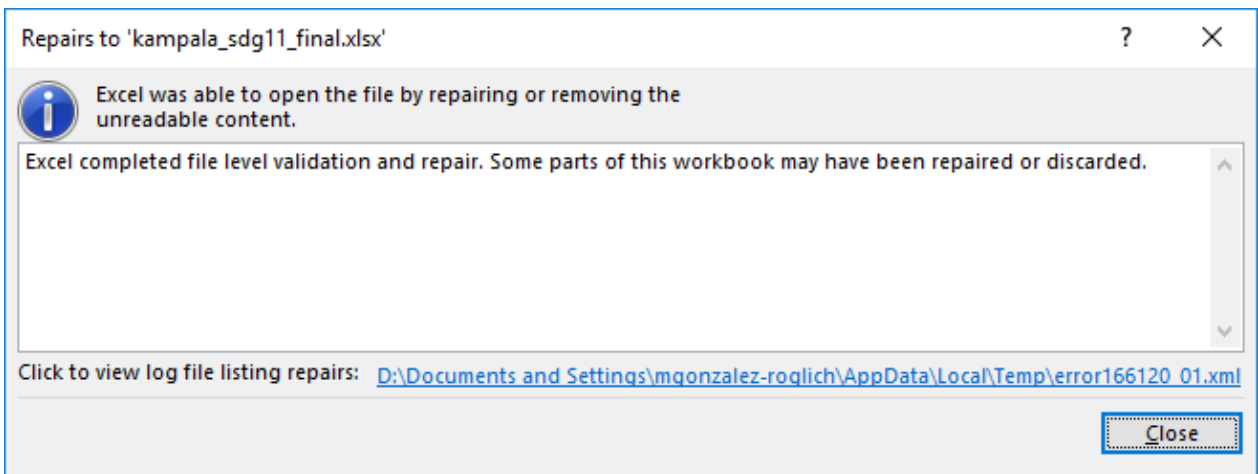 Repairs to 'kampala_sdg11_final.xlsx'
?
Excel was able to open the file by repairing or removing the
unreadable content.
Excel completed file level validation and repair. Some parts of this workbook may have been repaired or discarded.
Click to view log file listing repairs: D:\Documents and Settings\mgonzalez-roglich\AppData\Local\Temp\error166120_01.xml
Close